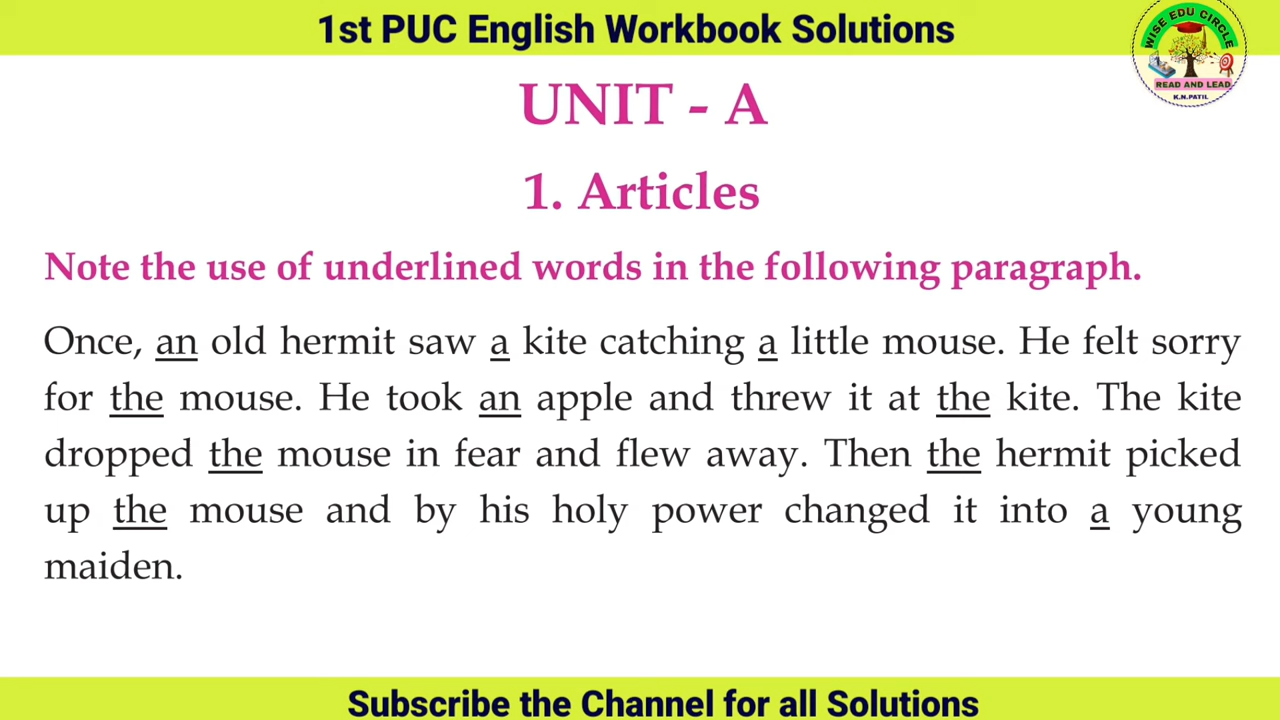 1st PUC English Workbook Solutions
WISE EDU CIRCLE
READ AND LEAD
K.N.PATIL
UNIT - A
1. Articles
Note the use of underlined words in the following paragraph.
Once, an old hermit saw a kite catching a little mouse. He felt sorry
for the mouse. He took an apple and threw it at the kite. The kite
dropped the mouse in fear and flew away. Then the hermit picked
up the mouse and by his holy power changed it into a young
maiden.
Subscribe the Channel for all Solutions